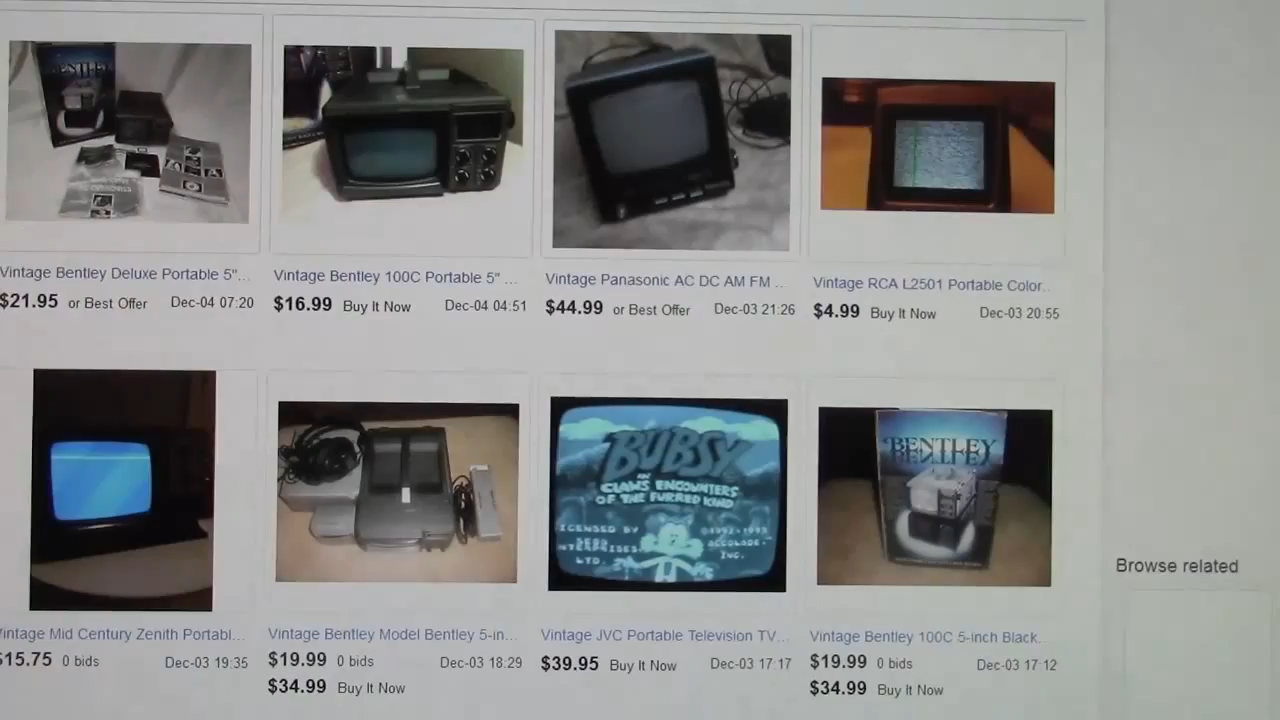 BENTLEY
Vintage Bentley Deluxe Portable 5"...
$21.95 or Best Offer Dec-04 07:20
Vintage Bentley 100C Portable 5" ...
$16.99 Buy It Now Dec-04 04:51
Vintage Panasonic AC DC AM FM ...
$44.99 or Best Offer Dec-03 21:26
Vintage RCA L2501 Portable Color...
$4.99 Buy It Now Dec-03 20:55
Vintage Mid Century Zenith Portabl...
$15.75 0 bids Dec-03 19:35
Vintage Bentley Model Bentley 5-in...
$19.99 0 bids Dec-03 18:29
$34.99 Buy It Now
BUBSY
IN
CLAWS ENCOUNTERS
OF THE FURRED KIND
LICENSED BY
ENTERPRISES
LTD.
ACCOLADE
INC.
Vintage JVC Portable Television TV...
$39.95 Buy It Now Dec-03 17:17
BENTLEY
Vintage Bentley 100C 5-inch Black...
$19.99 0 bids Dec-03 17:12
$34.99 Buy It Now
Browse related